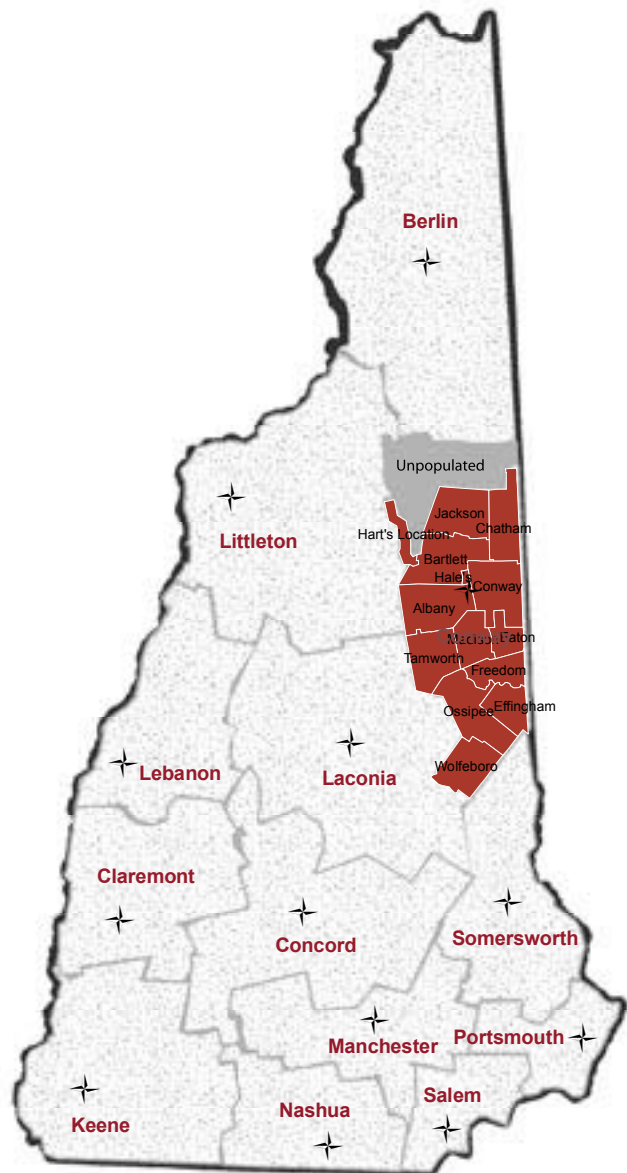 Berlin
Unpopulated
Jackson
Chatham
Hart's Location
Littleton
Bartlett
Hale's
Conway
Albany
Madison
Eaton
Tamworth
Freedom
Effingham
Ossipee
Lebanon
Laconia
Wolfeboro
Claremont
Concord
Somersworth
Manchester
Portsmouth
Keene
Nashua
Salem